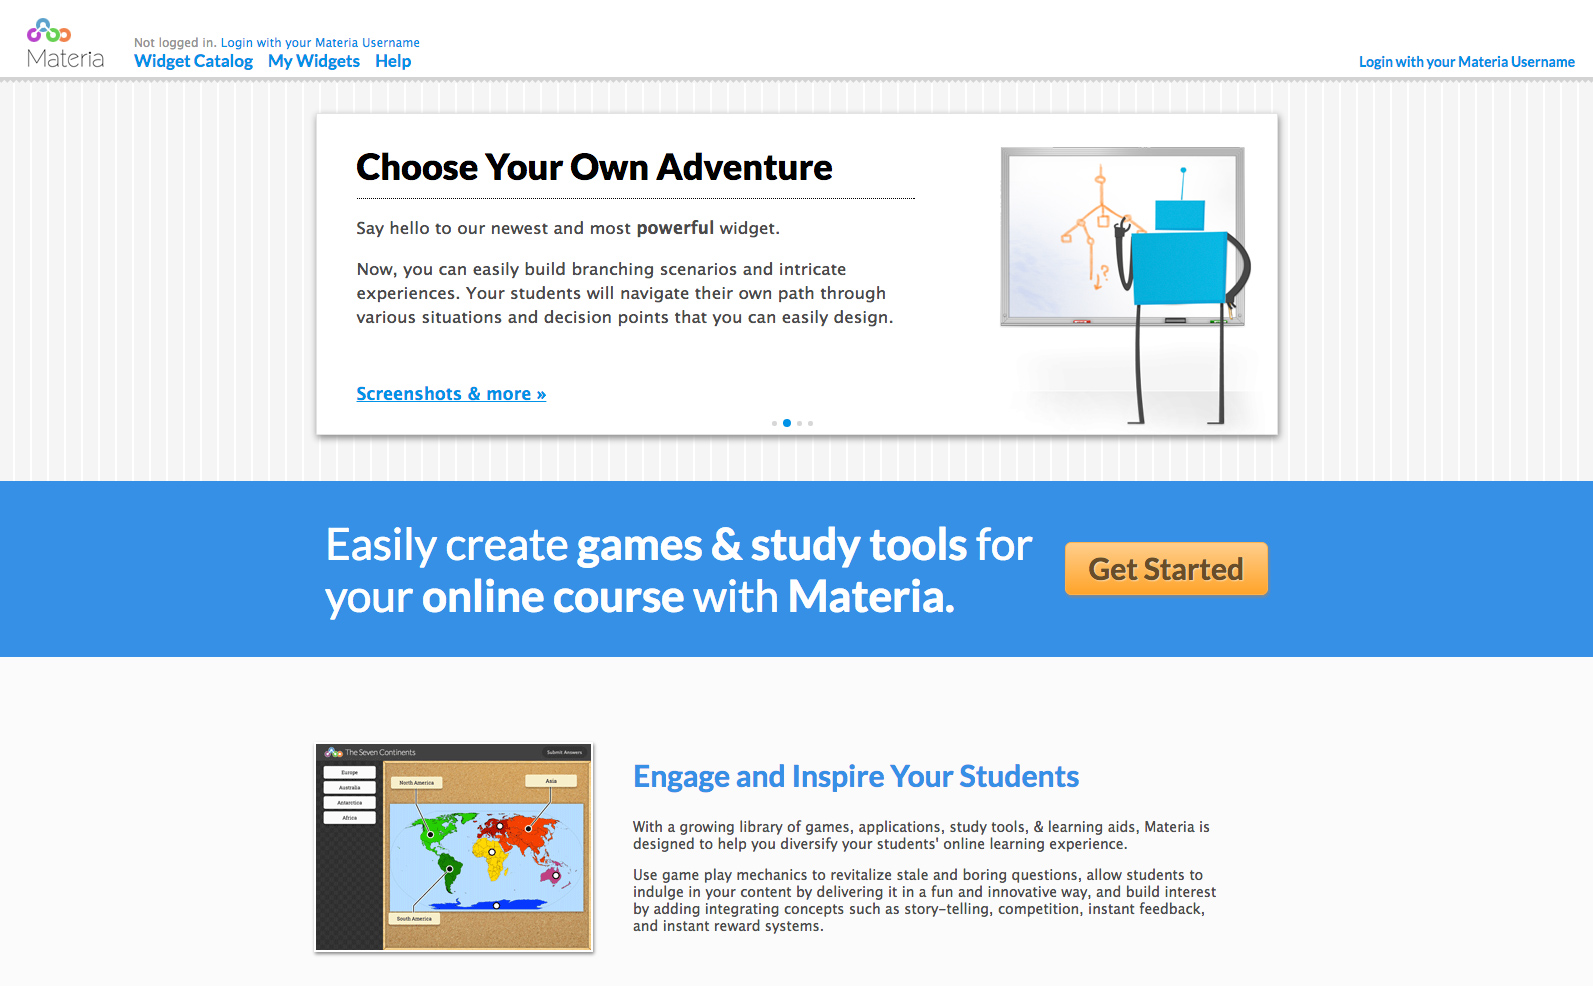 Materia
Not logged in. Login with your Materia Username
Widget Catalog My Widgets Help
Login with your Materia Username
Choose Your Own Adventure
Say hello to our newest and most powerful widget.
Now, you can easily build branching scenarios and intricate
experiences. Your students will navigate their own path through
various situations and decision points that you can easily design.
?
Screenshots & more »
Easily create games & study tools for
your online course with Materia.
Get Started
The Seven Continents
Submit Answers
Europe
Australia
Antarctica
Africa
North America
Asia
South America
Engage and Inspire Your Students
With a growing library of games, applications, study tools, & learning aids, Materia is
designed to help you diversify your students' online learning experience.
Use game play mechanics to revitalize stale and boring questions, allow students to
indulge in your content by delivering it in a fun and innovative way, and build interest
by adding integrating concepts such as story-telling, competition, instant feedback,
and instant reward systems.